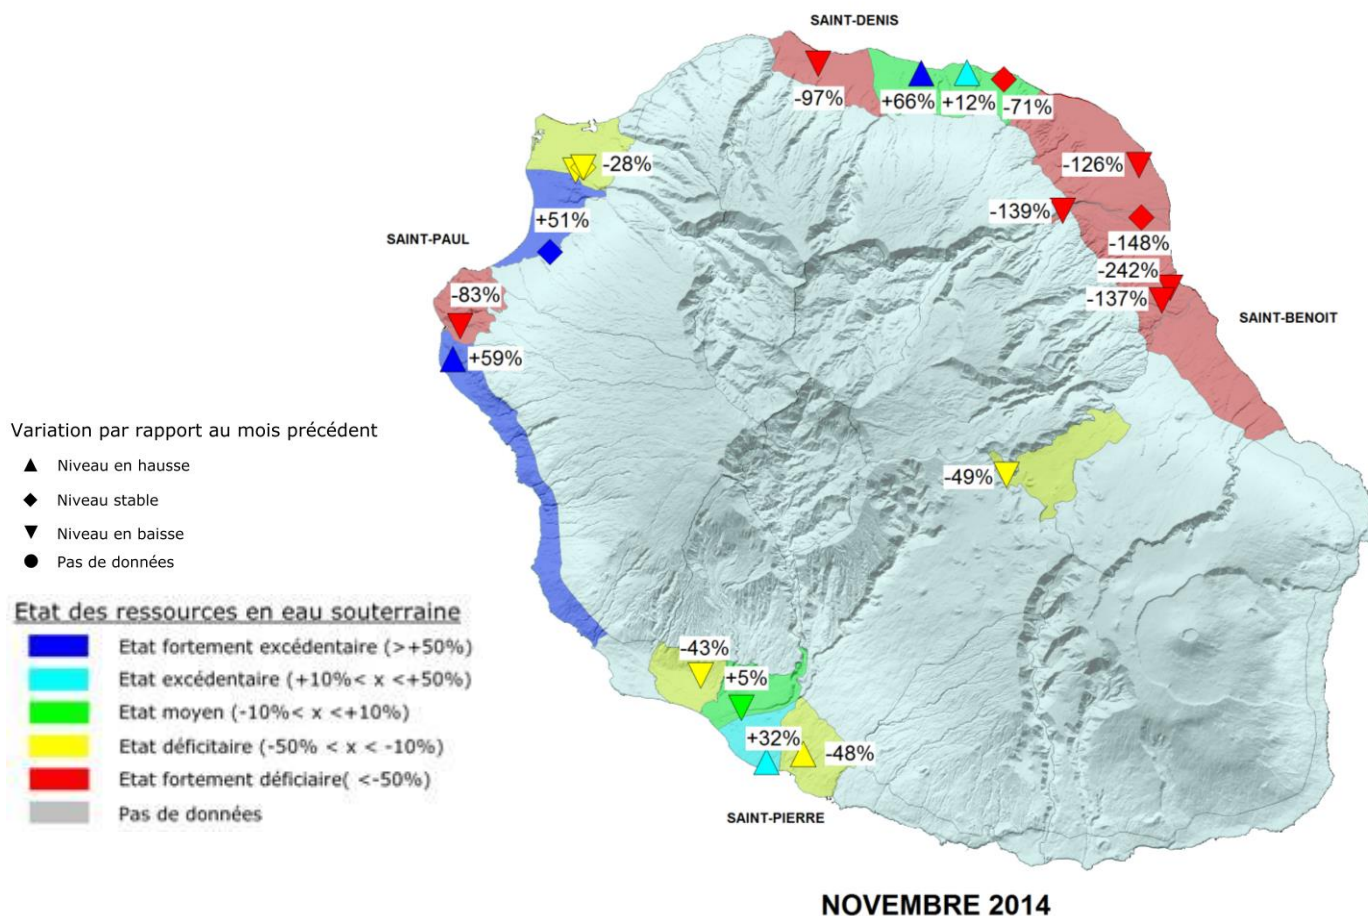 SAINT-DENIS
-97%
+66%
+12%
-71%
-28%
-126%
-139%
+51%
SAINT-PAUL
-148%
-242%
-83%
-137%
SAINT-BENOIT
+59%
Variation par rapport au mois précédent
Niveau en hausse
Niveau stable
Niveau en baisse
Pas de données
-49%
Etat des ressources en eau souterraine
Etat fortement excédentaire (>+50%)
Etat excédentaire (+10%< x <+50%)
Etat moyen (-10%< x <+10%)
Etat déficitaire (-50% < x < -10%)
Etat fortement déficiaire( <-50%)
Pas de données
-43%
+5%
+32%
-48%
SAINT-PIERRE
NOVEMBRE 2014